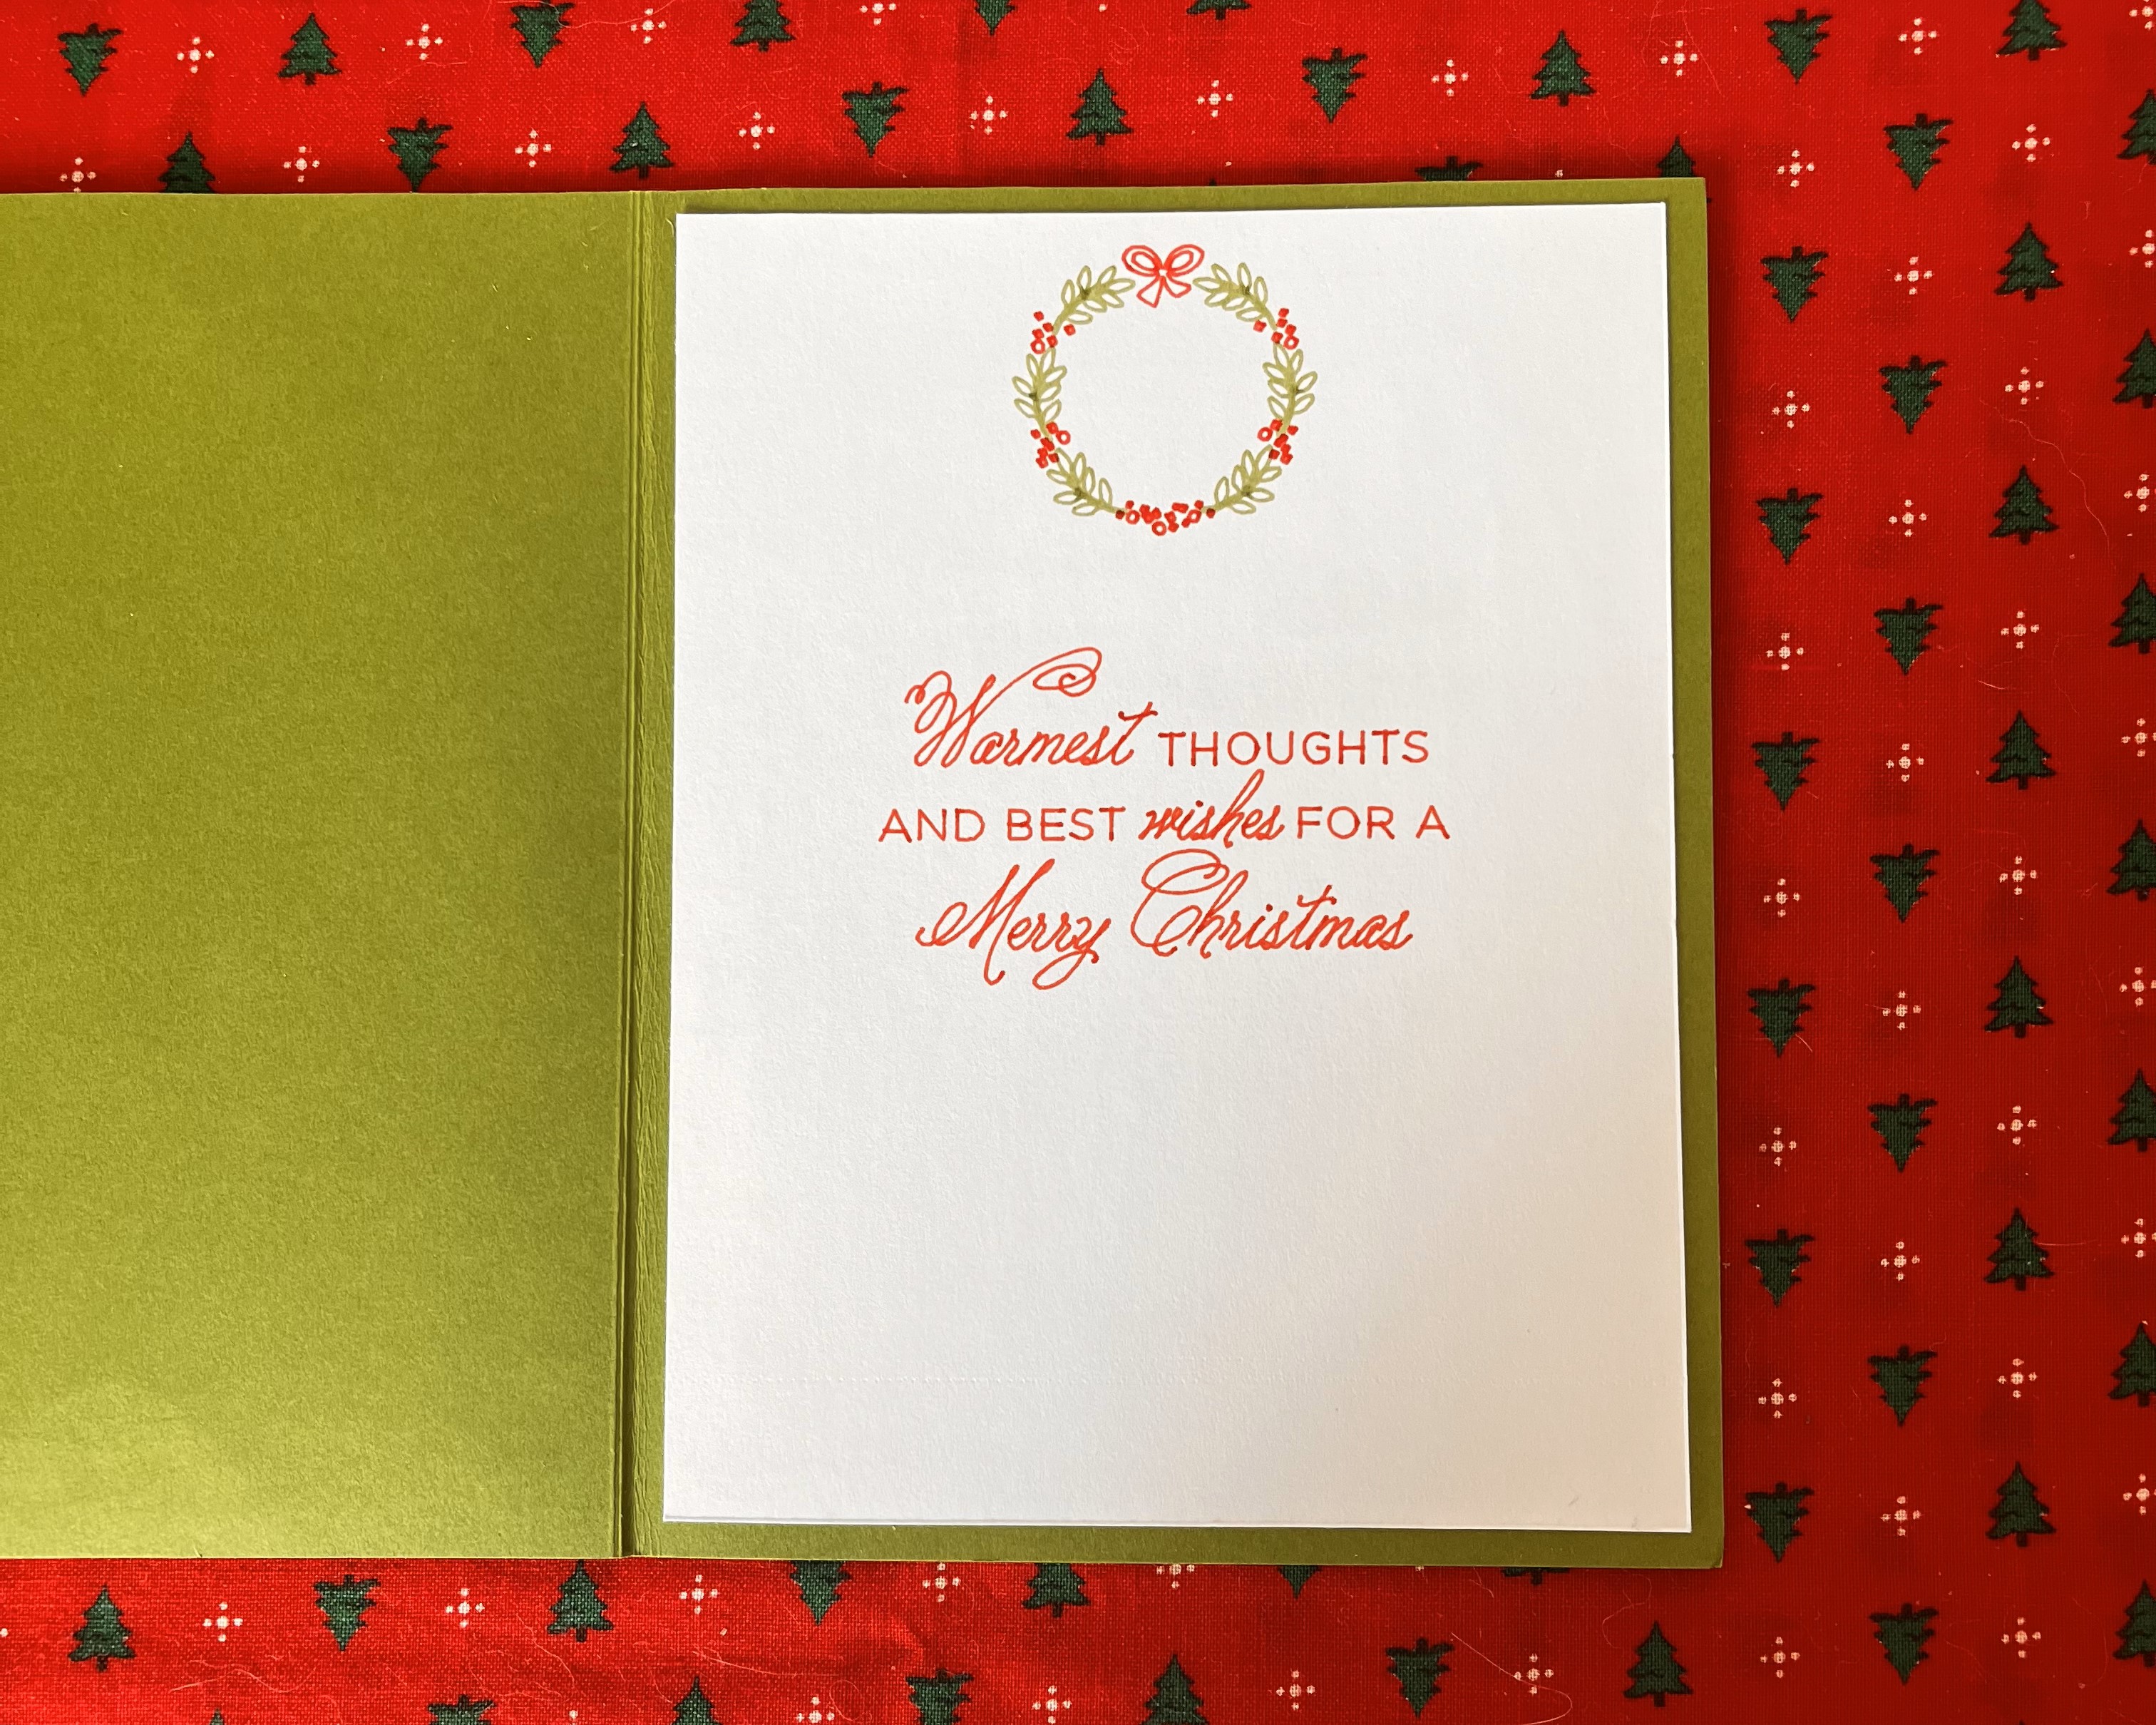 Warmest THOUGHTS
AND BEST wishes FOR A
Merry Christmas